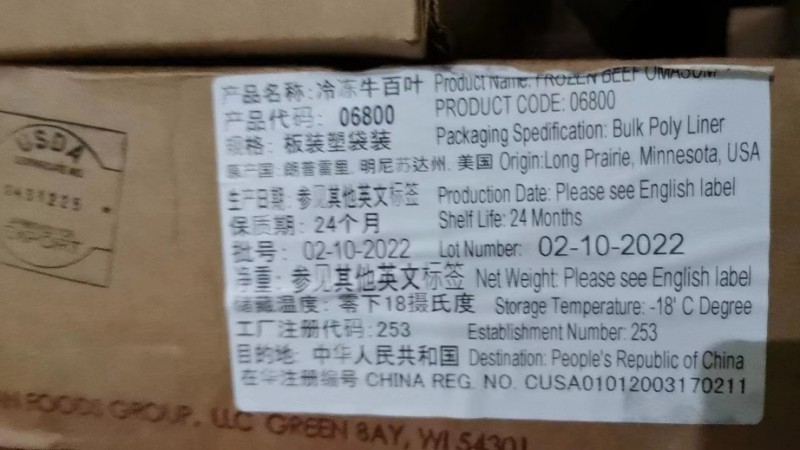 产品名称:冷冻牛百叶 Product Name: FROZEN BEEF OMASUM
产品代码: 06800 PRODUCT CODE: 06800
规格: 板装塑袋装 Packaging Specification: Bulk Poly Liner
原产国: 朗普雷里, 明尼苏达州, 美国 Origin:Long Prairie, Minnesota, USA
生产日期: 参见其他英文标签 Production Date: Please see English label
保质期: 24个月 Shelf Life: 24 Months
批号: 02-10-2022 Lot Number: 02-10-2022
净重: 参见其他英文标签 Net Weight: Please see English label
储藏温度: 零下18摄氏度 Storage Temperature: -18' C Degree
工厂注册代码: 253 Establishment Number: 253
目的地: 中华人民共和国 Destination: People's Republic of China
在华注册编号 CHINA REG. NO. CUSA01012003170211
USDA
EXPORT
FOODS GROUP, LLC GREEN BAY, WI 54301